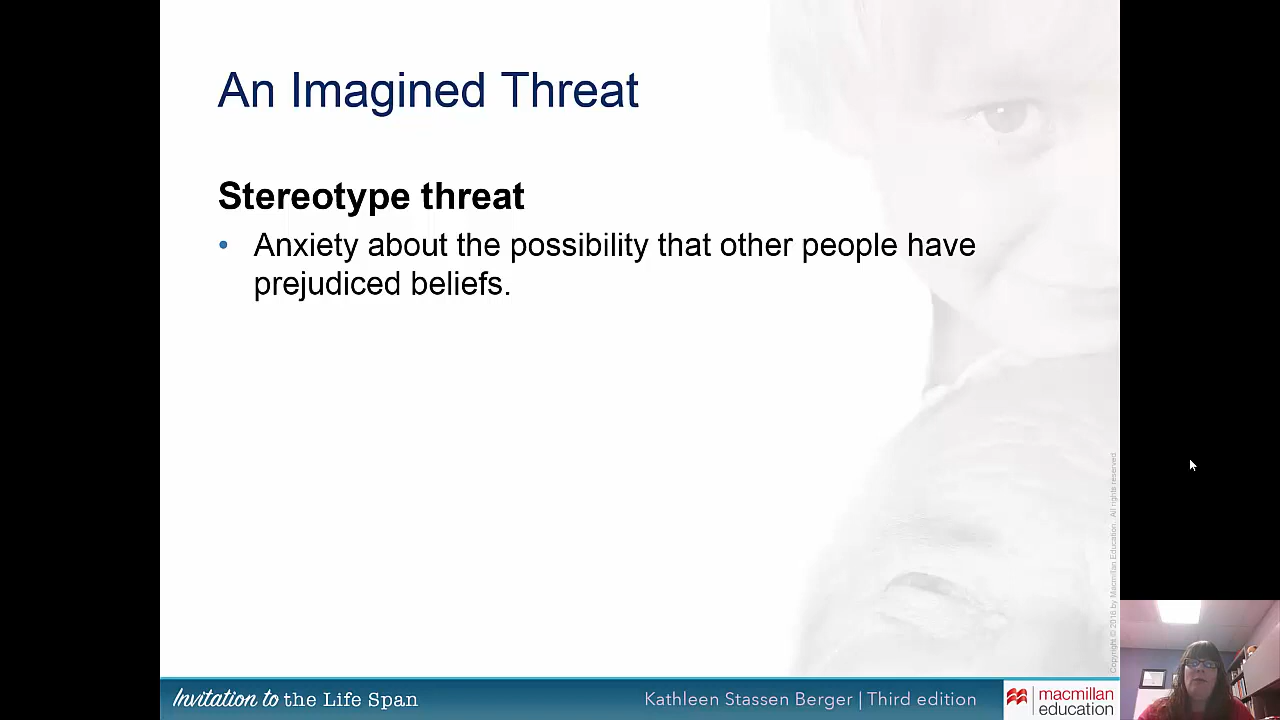 An Imagined Threat
Stereotype threat
• Anxiety about the possibility that other people have
prejudiced beliefs.
Copyright © 2016 by Macmillan Education. All rights reserved
Invitation to the Life Span
Kathleen Stassen Berger | Third edition
macmillan
education